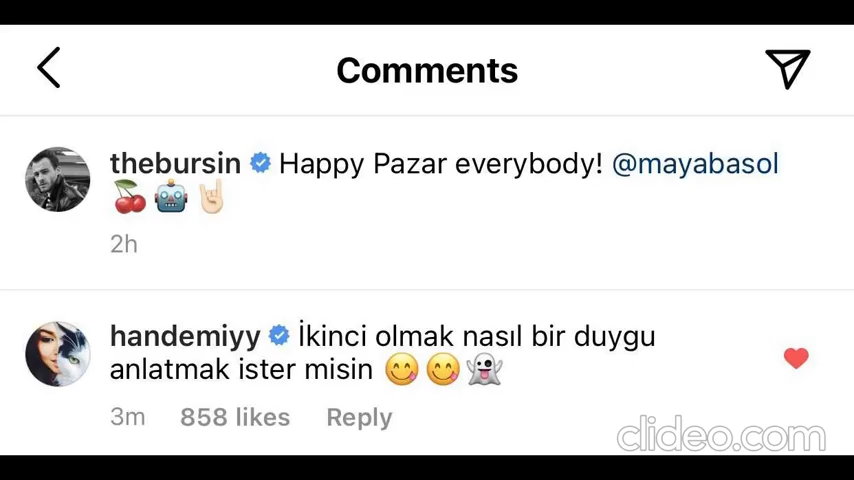 Comments
thebursin Happy Pazar everybody! @mayabasol
🍒🤖🤘🏻
2h
handemiyy İkinci olmak nasıl bir duygu
anlatmak ister misin 😋😋👻
3m 858 likes Reply
clideo.com